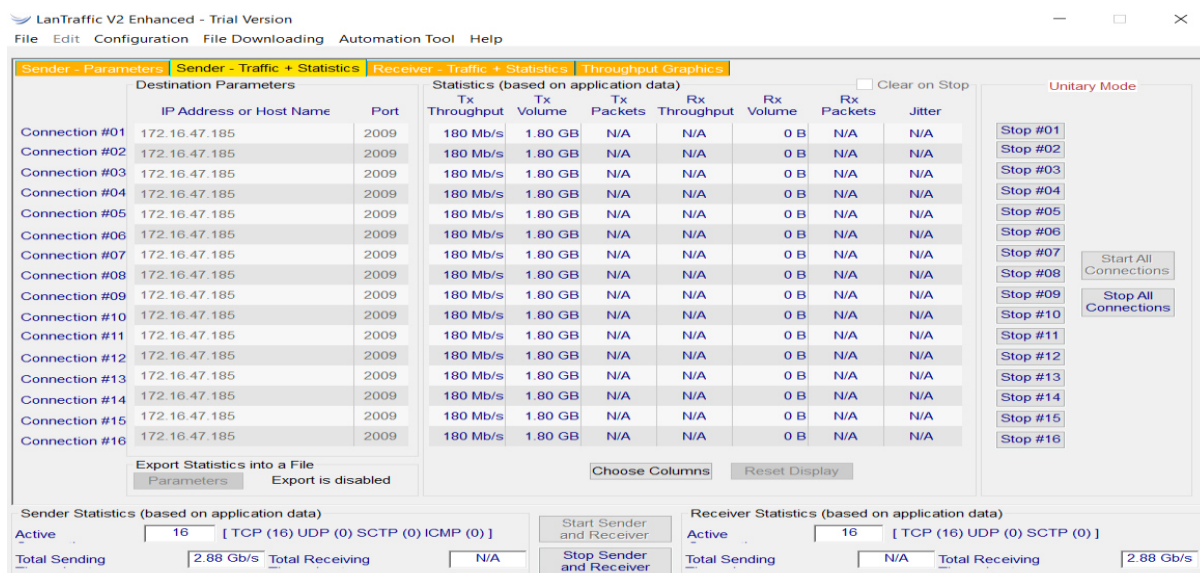 LanTraffic V2 Enhanced - Trial Version
File Edit Configuration File Downloading Automation Tool Help
Sender - Parameters Sender - Traffic + Statistics Receiver - Traffic + Statistics Throughput Graphics
Destination Parameters Statistics (based on application data) Clear on Stop Unitary Mode
Tx Tx Tx Rx Rx Rx
IP Address or Host Name Port Throughput Volume Packets Throughput Volume Packets Jitter
Connection #01 172.16.47.185 2009 180 Mb/s 1.80 GB N/A N/A 0 B N/A N/A Stop #01
Connection #02 172.16.47.185 2009 180 Mb/s 1.80 GB N/A N/A 0 B N/A N/A Stop #02
Connection #03 172.16.47.185 2009 180 Mb/s 1.80 GB N/A N/A 0 B N/A N/A Stop #03
Connection #04 172.16.47.185 2009 180 Mb/s 1.80 GB N/A N/A 0 B N/A N/A Stop #04
Connection #05 172.16.47.185 2009 180 Mb/s 1.80 GB N/A N/A 0 B N/A N/A Stop #05
Connection #06 172.16.47.185 2009 180 Mb/s 1.80 GB N/A N/A 0 B N/A N/A Stop #06
Connection #07 172.16.47.185 2009 180 Mb/s 1.80 GB N/A N/A 0 B N/A N/A Stop #07 Start All
Connection #08 172.16.47.185 2009 180 Mb/s 1.80 GB N/A N/A 0 B N/A N/A Stop #08 Connections
Connection #09 172.16.47.185 2009 180 Mb/s 1.80 GB N/A N/A 0 B N/A N/A Stop #09 Stop All
Connection #10 172.16.47.185 2009 180 Mb/s 1.80 GB N/A N/A 0 B N/A N/A Stop #10 Connections
Connection #11 172.16.47.185 2009 180 Mb/s 1.80 GB N/A N/A 0 B N/A N/A Stop #11
Connection #12 172.16.47.185 2009 180 Mb/s 1.80 GB N/A N/A 0 B N/A N/A Stop #12
Connection #13 172.16.47.185 2009 180 Mb/s 1.80 GB N/A N/A 0 B N/A N/A Stop #13
Connection #14 172.16.47.185 2009 180 Mb/s 1.80 GB N/A N/A 0 B N/A N/A Stop #14
Connection #15 172.16.47.185 2009 180 Mb/s 1.80 GB N/A N/A 0 B N/A N/A Stop #15
Connection #16 172.16.47.185 2009 180 Mb/s 1.80 GB N/A N/A 0 B N/A N/A Stop #16
Export Statistics into a File
Parameters Export is disabled Choose Columns Reset Display
Sender Statistics (based on application data) Receiver Statistics (based on application data)
Active 16 [ TCP (16) UDP (0) SCTP (0) ICMP (0) ] Start Sender and Receiver Active 16 [ TCP (16) UDP (0) SCTP (0) ]
Total Sending 2.88 Gb/s Total Receiving N/A Stop Sender and Receiver Total Sending N/A Total Receiving 2.88 Gb/s